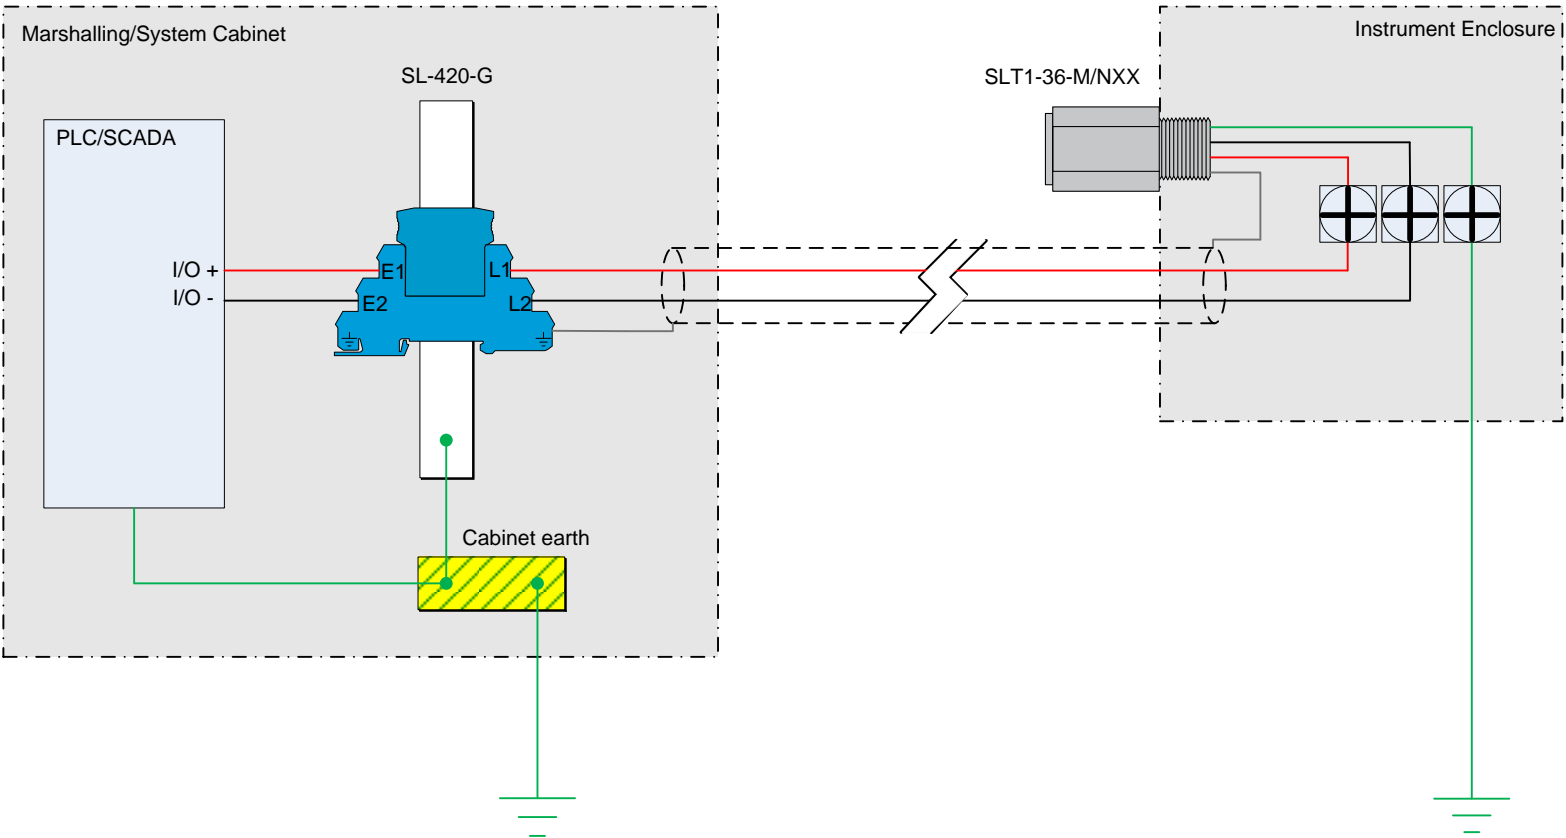 Marshalling/System Cabinet
Instrument Enclosure
SL-420-G
SLT1-36-M/NXX
PLC/SCADA
I/O +
E1
L1
I/O -
E2
L2
Cabinet earth